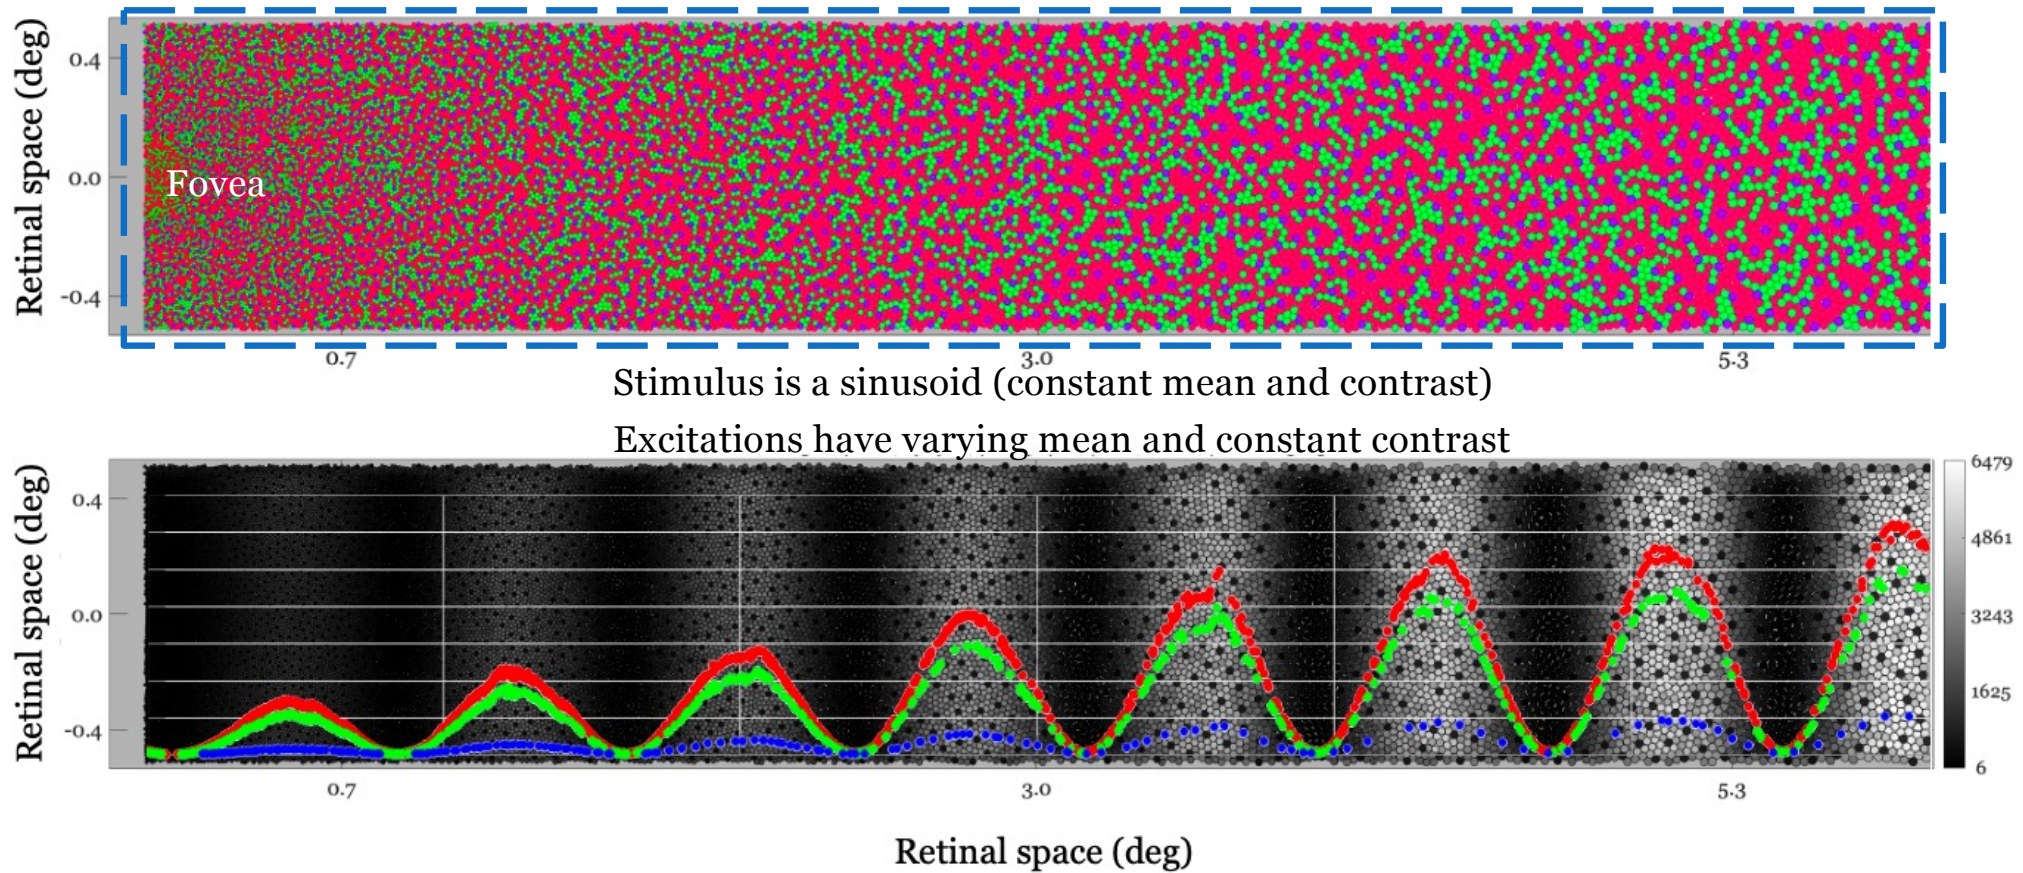 Retinal space (deg)
0.4
0.0
-0.4
Fovea
0.7
3.0
5.3
Stimulus is a sinusoid (constant mean and contrast)
Excitations have varying mean and constant contrast
Retinal space (deg)
0.4
0.0
-0.4
6479
4861
3243
1625
6
0.7
3.0
5.3
Retinal space (deg)